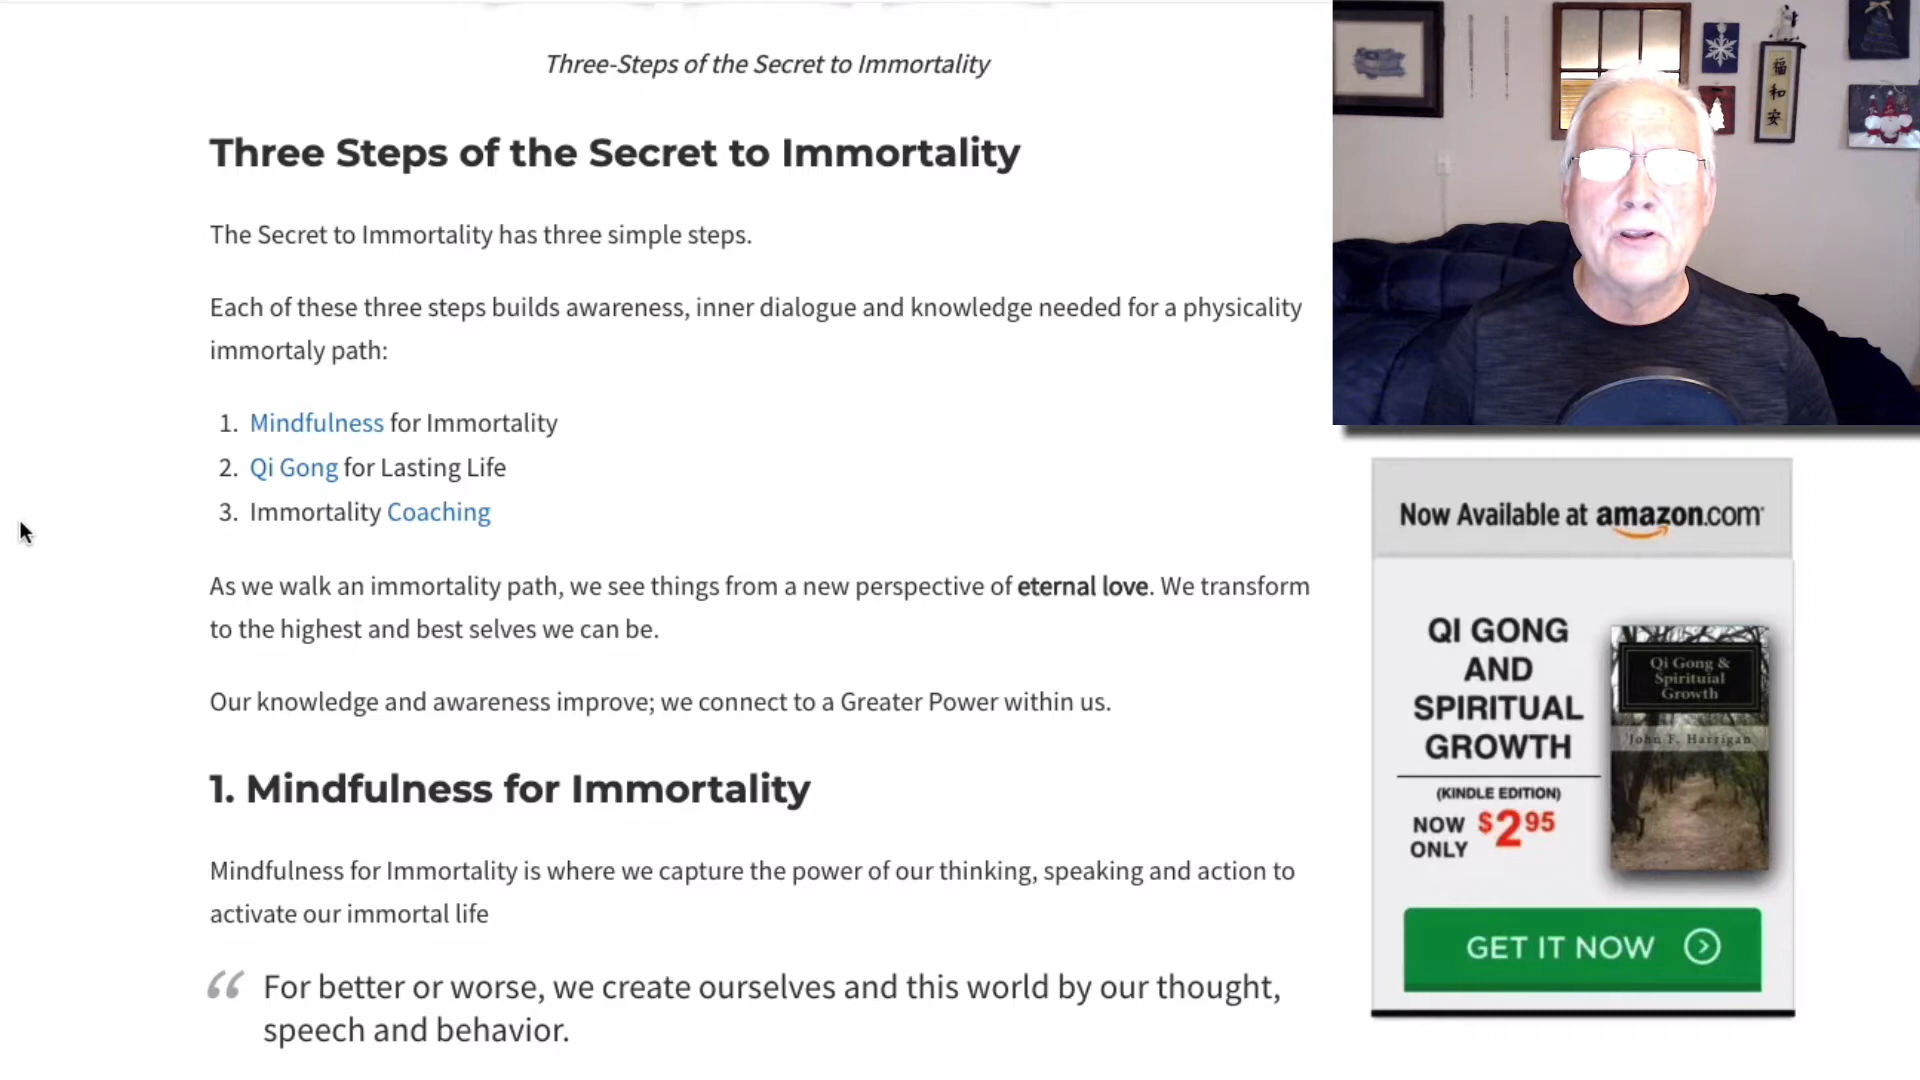 Three-Steps of the Secret to Immortality
Three Steps of the Secret to Immortality
The Secret to Immortality has three simple steps.
Each of these three steps builds awareness, inner dialogue and knowledge needed for a physicality
immortaly path:
1. Mindfulness for Immortality
2. Qi Gong for Lasting Life
3. Immortality Coaching
As we walk an immortality path, we see things from a new perspective of eternal love. We transform
to the highest and best selves we can be.
Our knowledge and awareness improve; we connect to a Greater Power within us.
1. Mindfulness for Immortality
Mindfulness for Immortality is where we capture the power of our thinking, speaking and action to
activate our immortal life
“ For better or worse, we create ourselves and this world by our thought,
speech and behavior.
福
和
安
Now Available at amazon.com
QI GONG
AND
SPIRITUAL
GROWTH
(KINDLE EDITION)
NOW
ONLY
$2.95
Qi Gong &
Spirituial
Growth
John F. Harrigan
GET IT NOW